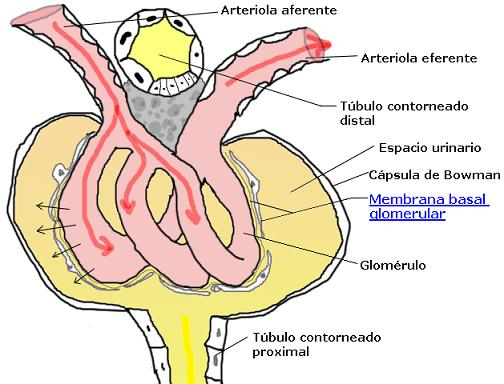 Arteriola aferente
Arteriola eferente
Túbulo contorneado
distal
Espacio urinario
Cápsula de Bowman
Membrana basal
glomerular
Glomérulo
Túbulo contorneado
proximal